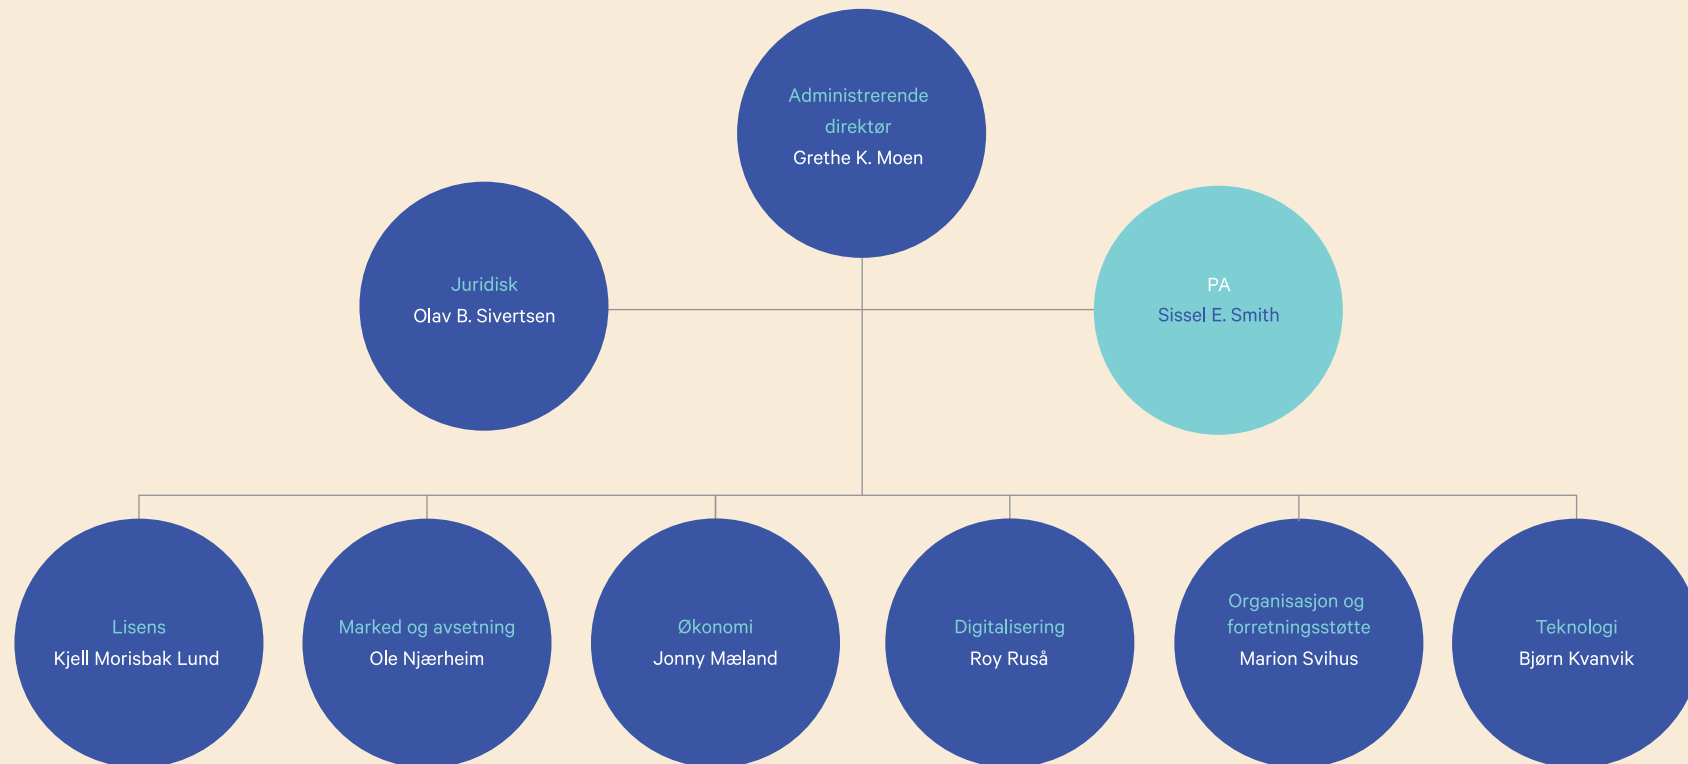 Administrerende
direktør
Grethe K. Moen
Juridisk
Olav B. Sivertsen
PA
Sissel E. Smith
Lisens
Kjell Morisbak Lund
Marked og avsetning
Ole Njærheim
Økonomi
Jonny Mæland
Digitalisering
Roy Ruså
Organisasjon og
forretningsstøtte
Marion Svihus
Teknologi
Bjørn Kvanvik